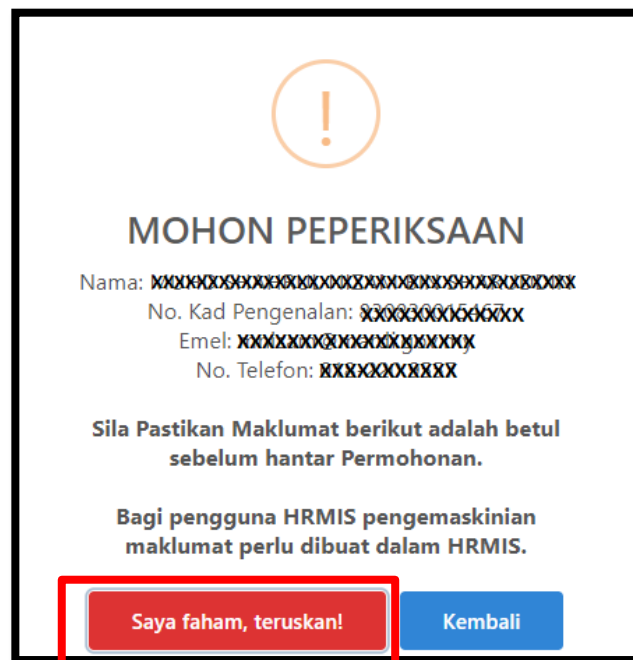 !
MOHON PEPERIKSAAN
Nama:
No. Kad Pengenalan:
Emel:
No. Telefon:
Sila Pastikan Maklumat berikut adalah betul
sebelum hantar Permohonan.
Bagi pengguna HRMIS pengemaskinian
maklumat perlu dibuat dalam HRMIS.
Saya faham, teruskan!
Kembali